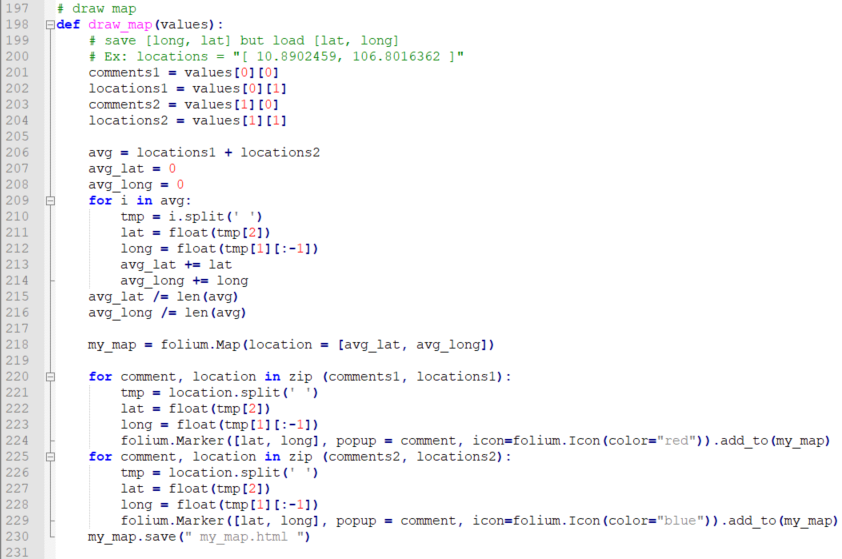 197 # draw map
198 def draw_map(values):
199     # save [long, lat] but load [lat, long]
200     # Ex: locations = "[ 10.8902459, 106.8016362 ]"
201     comments1 = values[0][0]
202     locations1 = values[0][1]
203     comments2 = values[1][0]
204     locations2 = values[1][1]
205
206     avg = locations1 + locations2
207     avg_lat = 0
208     avg_long = 0
209     for i in avg:
210         tmp = i.split(' ')
211         lat = float(tmp[2])
212         long = float(tmp[1][:-1])
213         avg_lat += lat
214         avg_long += long
215     avg_lat /= len(avg)
216     avg_long /= len(avg)
217
218     my_map = folium.Map(location = [avg_lat, avg_long])
219
220     for comment, location in zip (comments1, locations1):
221         tmp = location.split(' ')
222         lat = float(tmp[2])
223         long = float(tmp[1][:-1])
224         folium.Marker([lat, long], popup = comment, icon=folium.Icon(color="red")).add_to(my_map)
225     for comment, location in zip (comments2, locations2):
226         tmp = location.split(' ')
227         lat = float(tmp[2])
228         long = float(tmp[1][:-1])
229         folium.Marker([lat, long], popup = comment, icon=folium.Icon(color="blue")).add_to(my_map)
230     my_map.save(" my_map.html ")
231